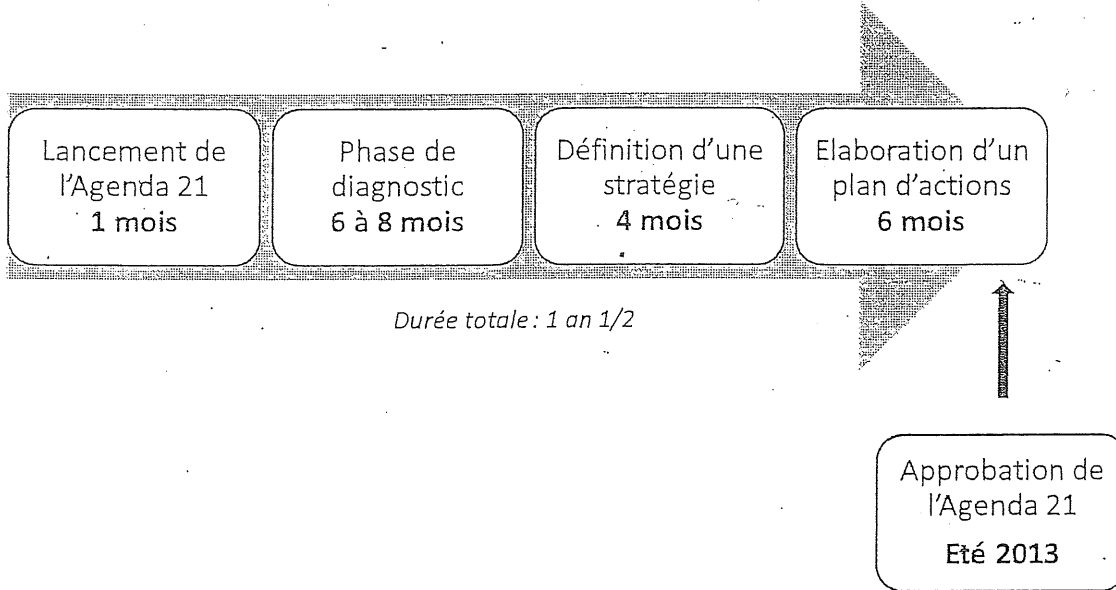 Lancement de
l'Agenda 21
1 mois
Phase de
diagnostic
6 à 8 mois
Définition d'une
stratégie
4 mois
Elaboration d'un
plan d'actions
6 mois
Durée totale : 1 an 1/2
Approbation de
l'Agenda 21
Eté 2013